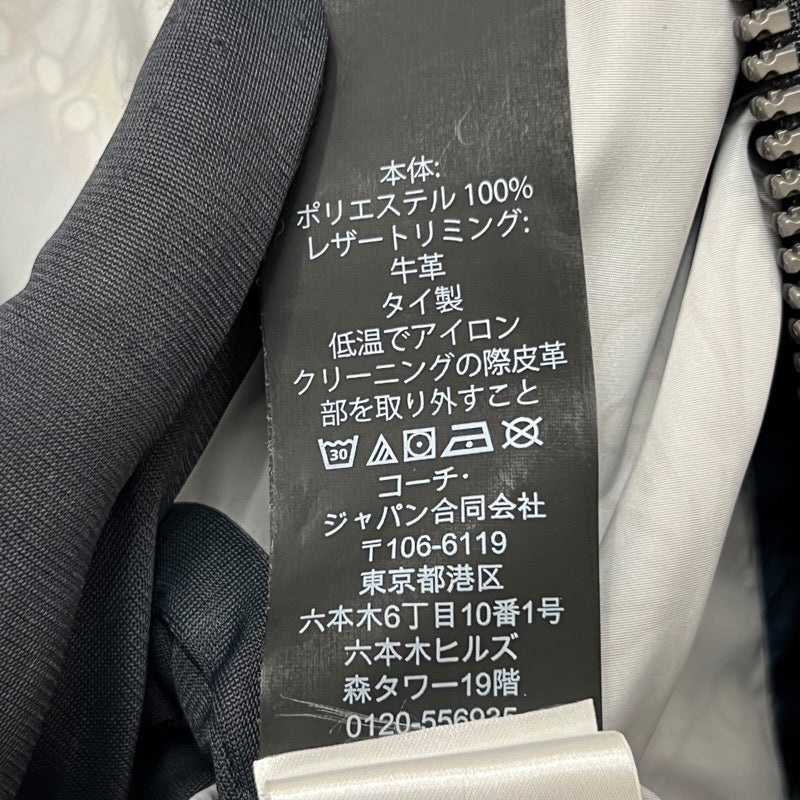 本体:
ポリエステル 100%
レザートリミング:
牛革
タイ製
低温でアイロン
クリーニングの際皮革
部を取り外すこと
30
コーチ・
ジャパン合同会社
〒106-6119
東京都港区
六本木6丁目10番1号
六本木ヒルズ
森タワー19階
0120-556935